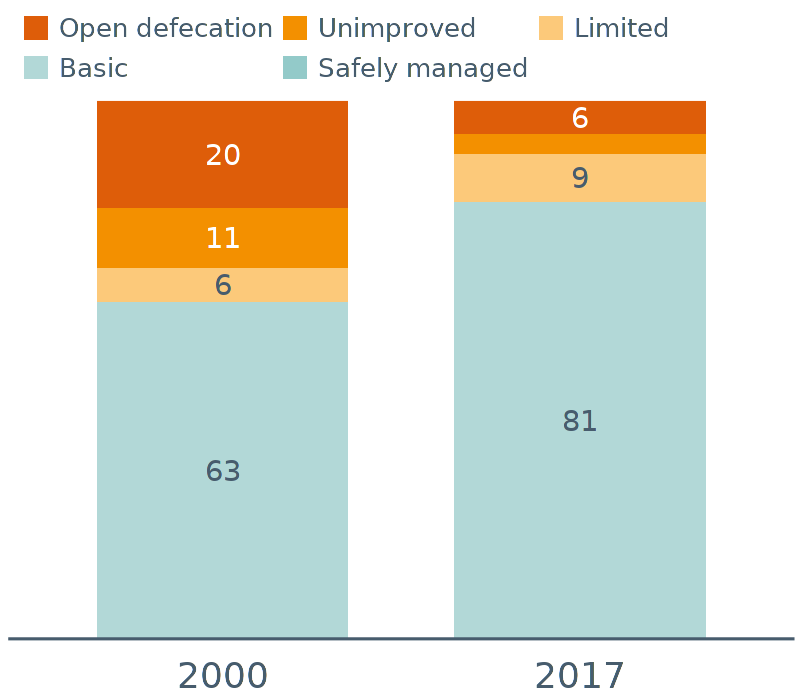 Open defecation Unimproved Limited
Basic Safely managed
20 6
11 9
6
63 81
2000 2017